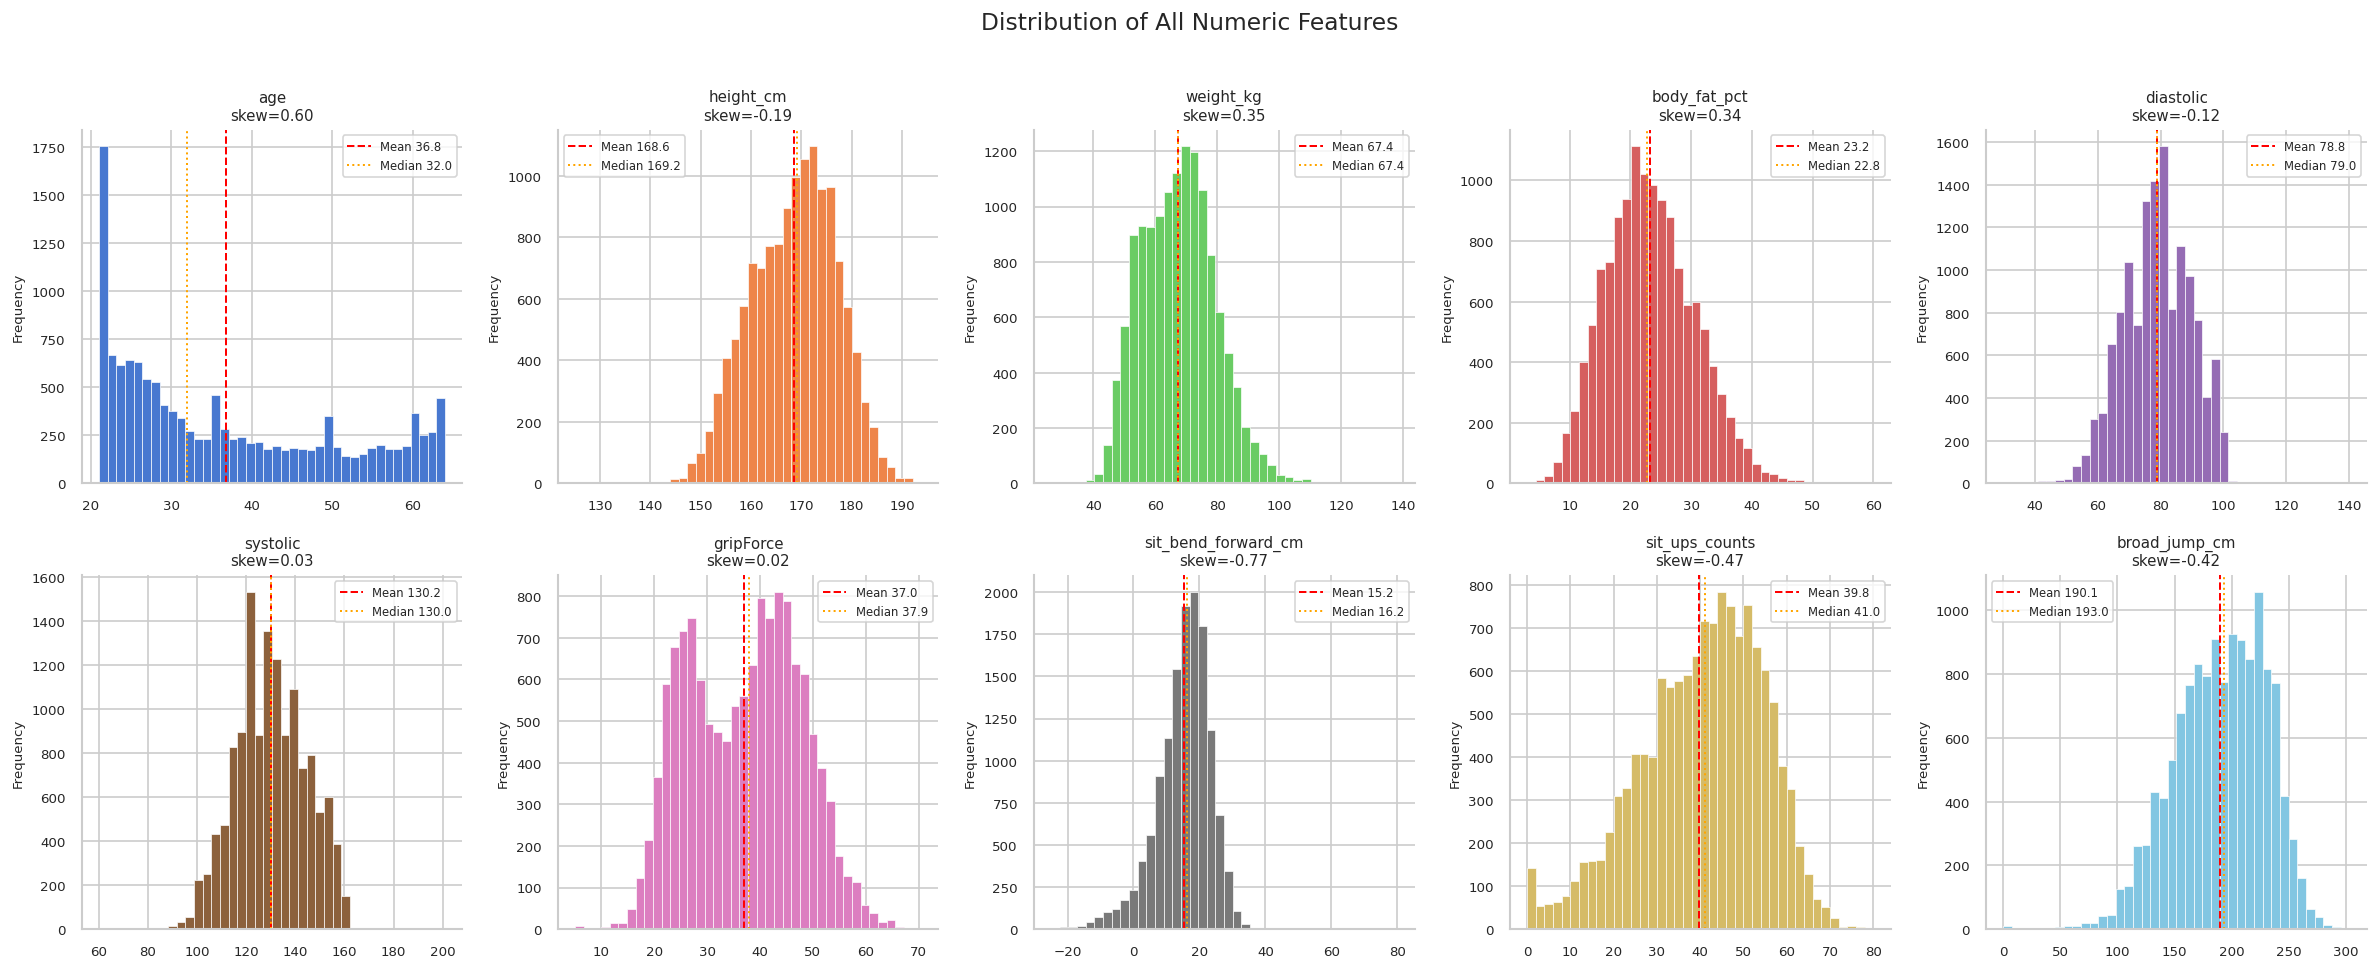 Distribution of All Numeric Features
age
skew=0.60
Mean 36.8
Median 32.0
Frequency
0
250
500
750
1000
1250
1500
1750
20
30
40
50
60
height_cm
skew=-0.19
Mean 168.6
Median 169.2
Frequency
0
200
400
600
800
1000
130
140
150
160
170
180
190
weight_kg
skew=0.35
Mean 67.4
Median 67.4
Frequency
0
200
400
600
800
1000
1200
40
60
80
100
120
140
body_fat_pct
skew=0.34
Mean 23.2
Median 22.8
Frequency
0
200
400
600
800
1000
10
20
30
40
50
60
diastolic
skew=-0.12
Mean 78.8
Median 79.0
Frequency
0
200
400
600
800
1000
1200
1400
1600
40
60
80
100
120
140
systolic
skew=0.03
Mean 130.2
Median 130.0
Frequency
0
200
400
600
800
1000
1200
1400
1600
60
80
100
120
140
160
180
200
gripForce
skew=0.02
Mean 37.0
Median 37.9
Frequency
0
100
200
300
400
500
600
700
800
10
20
30
40
50
60
70
sit_bend_forward_cm
skew=-0.77
Mean 15.2
Median 16.2
Frequency
0
250
500
750
1000
1250
1500
1750
2000
−20
0
20
40
60
80
sit_ups_counts
skew=-0.47
Mean 39.8
Median 41.0
Frequency
0
100
200
300
400
500
600
700
800
0
10
20
30
40
50
60
70
80
broad_jump_cm
skew=-0.42
Mean 190.1
Median 193.0
Frequency
0
200
400
600
800
1000
0
50
100
150
200
250
300